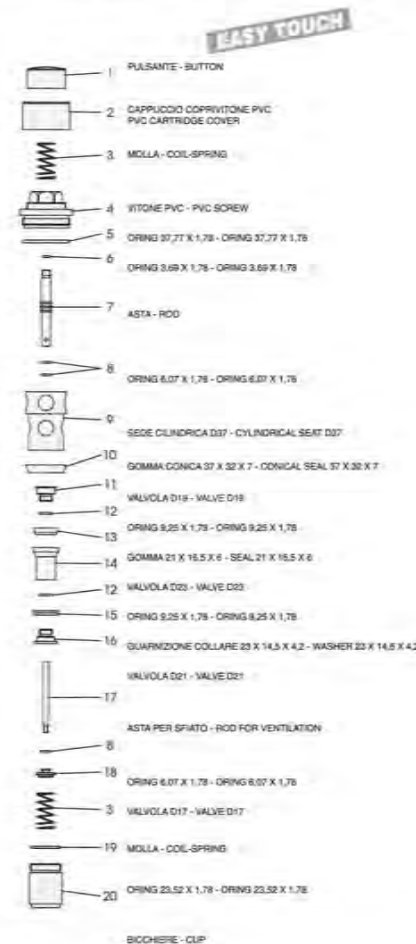 EASY TOUCH
1 PULSANTE - BUTTON
2 CAPPUCCIO COPRIVITONE PVC
PVC CARTRIDGE COVER
3 MOLLA - COIL-SPRING
4 VITONE PVC - PVC SCREW
5
ORING 37,77 X 1,78 - ORING 37,77 X 1,78
6
ORING 3.69 X 1,78 - ORING 3.69 X 1,78
7
ASTA - ROD
8
ORING 6,07 X 1,78 - ORING 6,07 X 1,78
9
SEDE CILINDRICA D37 - CYLINDRICAL SEAT D37
10
GOMMA CONICA 37 X 32 X 7 - CONICAL SEAL 37 X 32 X 7
11
VALVOLA D19 - VALVE D19
12
ORING 9,25 X 1,78 - ORING 9,25 X 1,78
13
14 GOMMA 21 X 16,5 X 6 - SEAL 21 X 16,5 X 6
12 VALVOLA D23 - VALVE D23
15 ORING 9,25 X 1,78 - ORING 9,25 X 1,78
16
GUARNIZIONE COLLARE 23 X 14,5 X 4,2 - WASHER 23 X 14,5 X 4,2
VALVOLA D21 - VALVE D21
17
ASTA PER SFIATO - ROD FOR VENTILATION
8
18
ORING 6,07 X 1,78 - ORING 6,07 X 1,78
3 VALVOLA D17 - VALVE D17
19 MOLLA - COIL-SPRING
20 ORING 23,52 X 1,78 - ORING 23,52 X 1,78
BICCHIERE - CUP